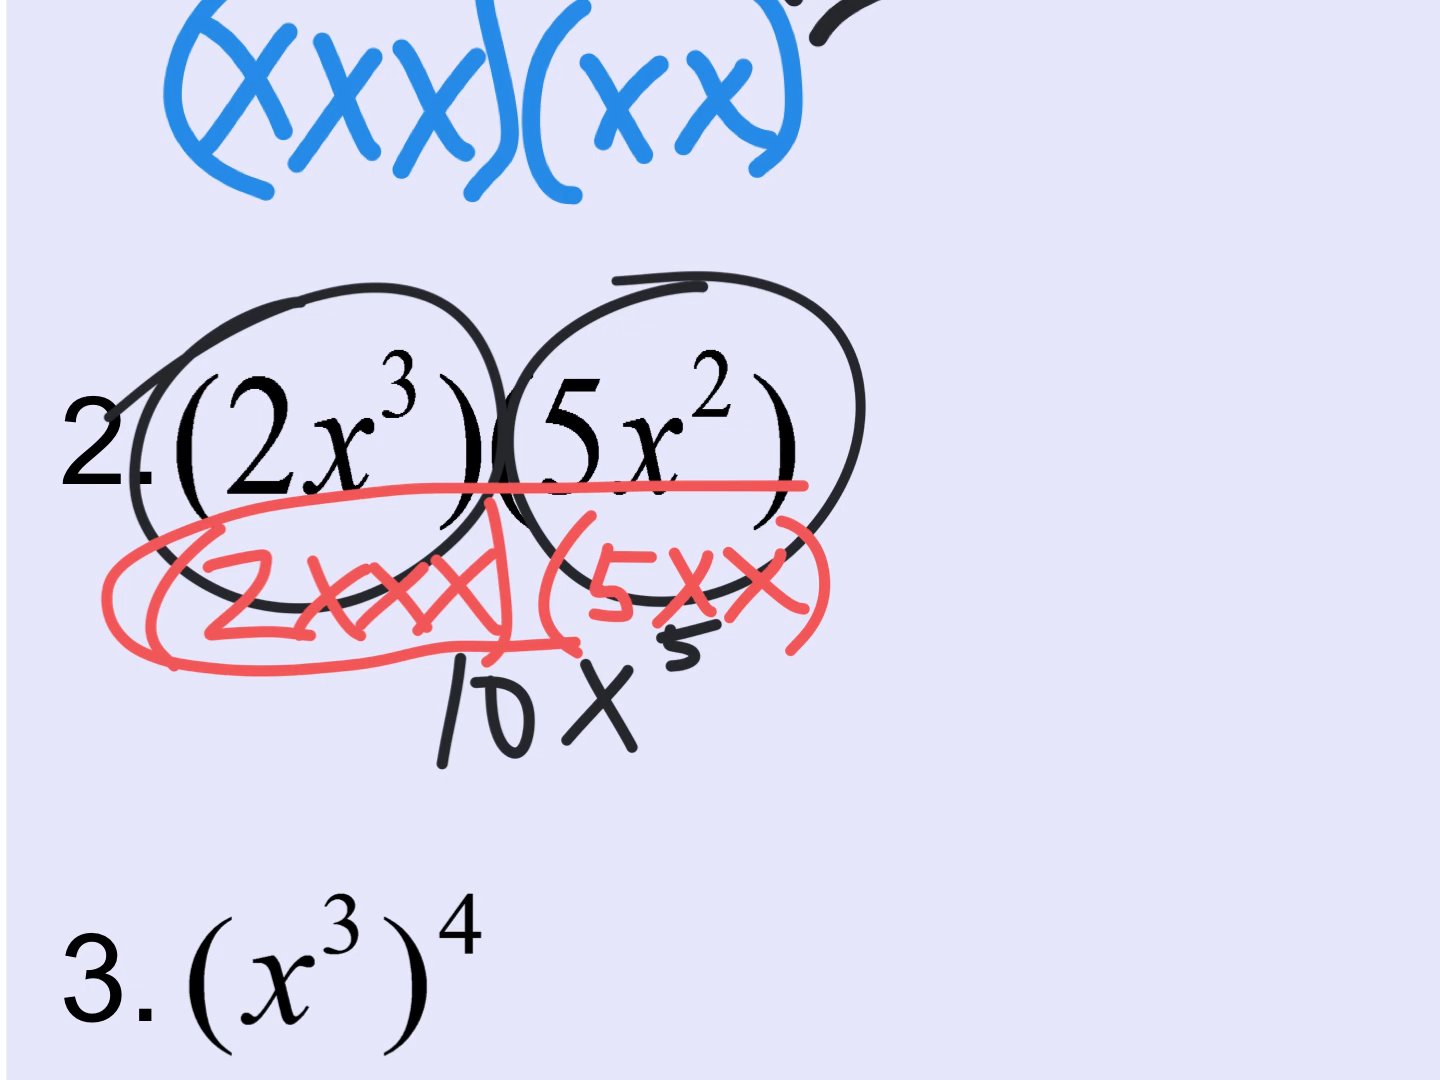 (xxx)(xx)
2. (2x³)(5x²)
(2xxx)(5xx)
10x⁵
3. (x³)⁴